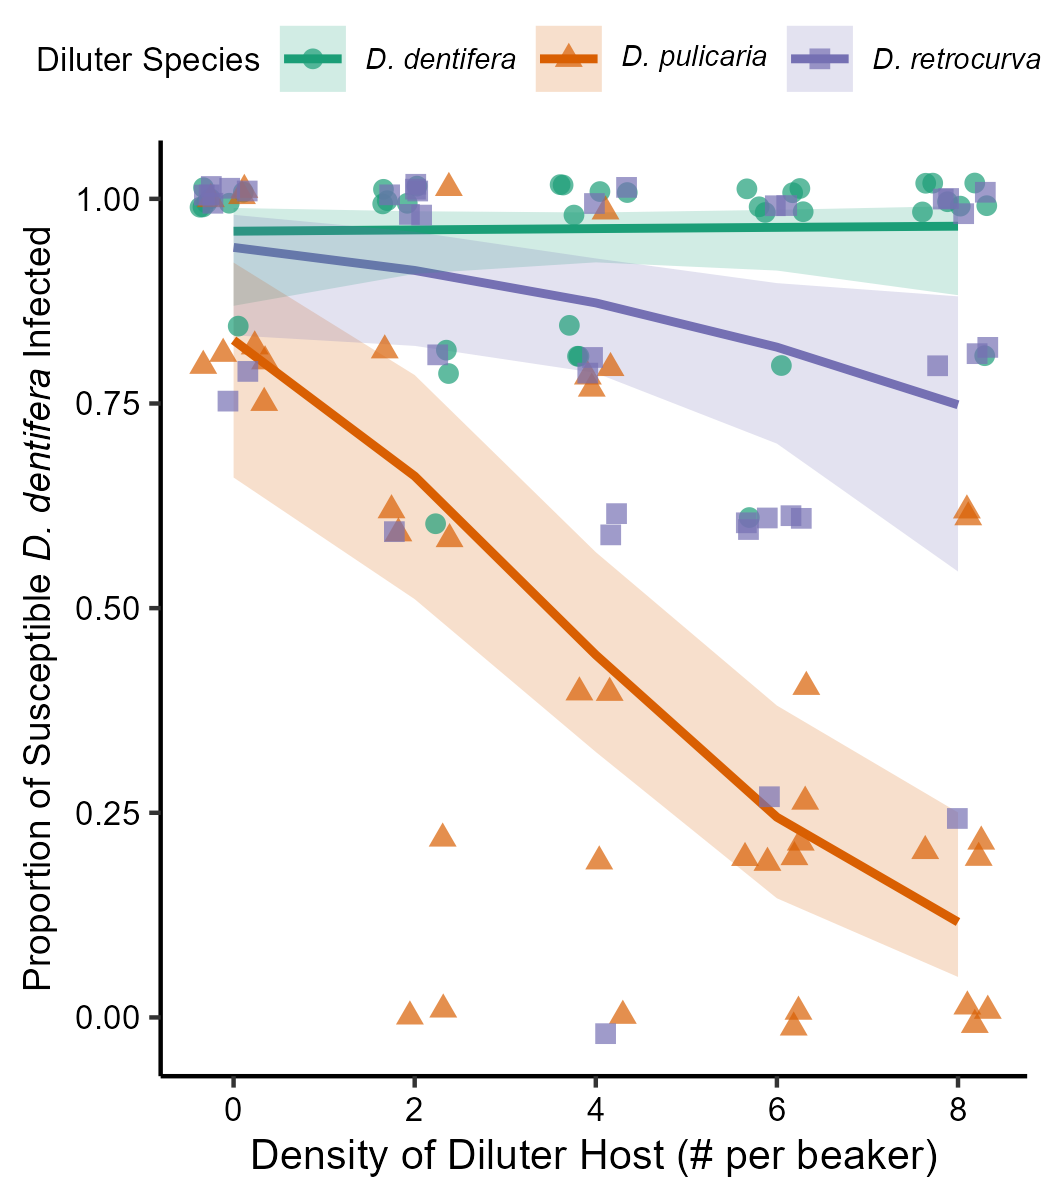 Diluter Species D. dentifera D. pulicaria D. retrocurva
Proportion of Susceptible D. dentifera Infected
1.00
0.75
0.50
0.25
0.00
0 2 4 6 8
Density of Diluter Host (# per beaker)